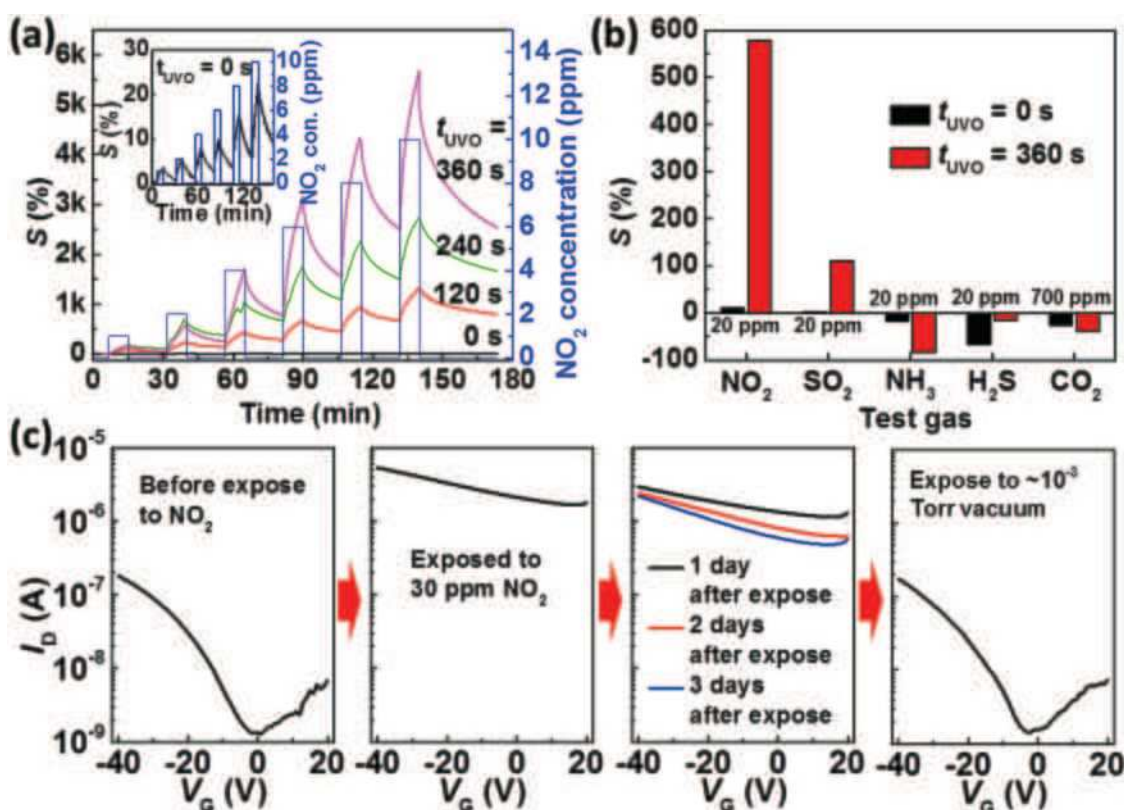 (a)
6k
5k
4k
3k
2k
1k
0
S (%)
0 30 60 90 120 150 180
Time (min)
14
12
10
8
6
4
2
0
NO₂ concentration (ppm)
t_UVO =
360 s
240 s
120 s
0 s
30
20
10
0
S (%)
t_UVO = 0 s
10
8
6
4
2
0
NO₂ con. (ppm)
0 60 120
Time (min)
(b)
600
500
400
300
200
100
0
-100
S (%)
t_UVO = 0 s
t_UVO = 360 s
20 ppm 20 ppm 20 ppm 20 ppm 700 ppm
NO₂ SO₂ NH₃ H₂S CO₂
Test gas
(c)
10⁻⁵
10⁻⁶
10⁻⁷
10⁻⁸
10⁻⁹
I_D (A)
Before expose
to NO₂
-40 -20 0 20
V_G (V)
Exposed to
30 ppm NO₂
-40 -20 0 20
V_G (V)
1 day
after expose
2 days
after expose
3 days
after expose
-40 -20 0 20
V_G (V)
Expose to ~10⁻³
Torr vacuum
-40 -20 0 20
V_G (V)